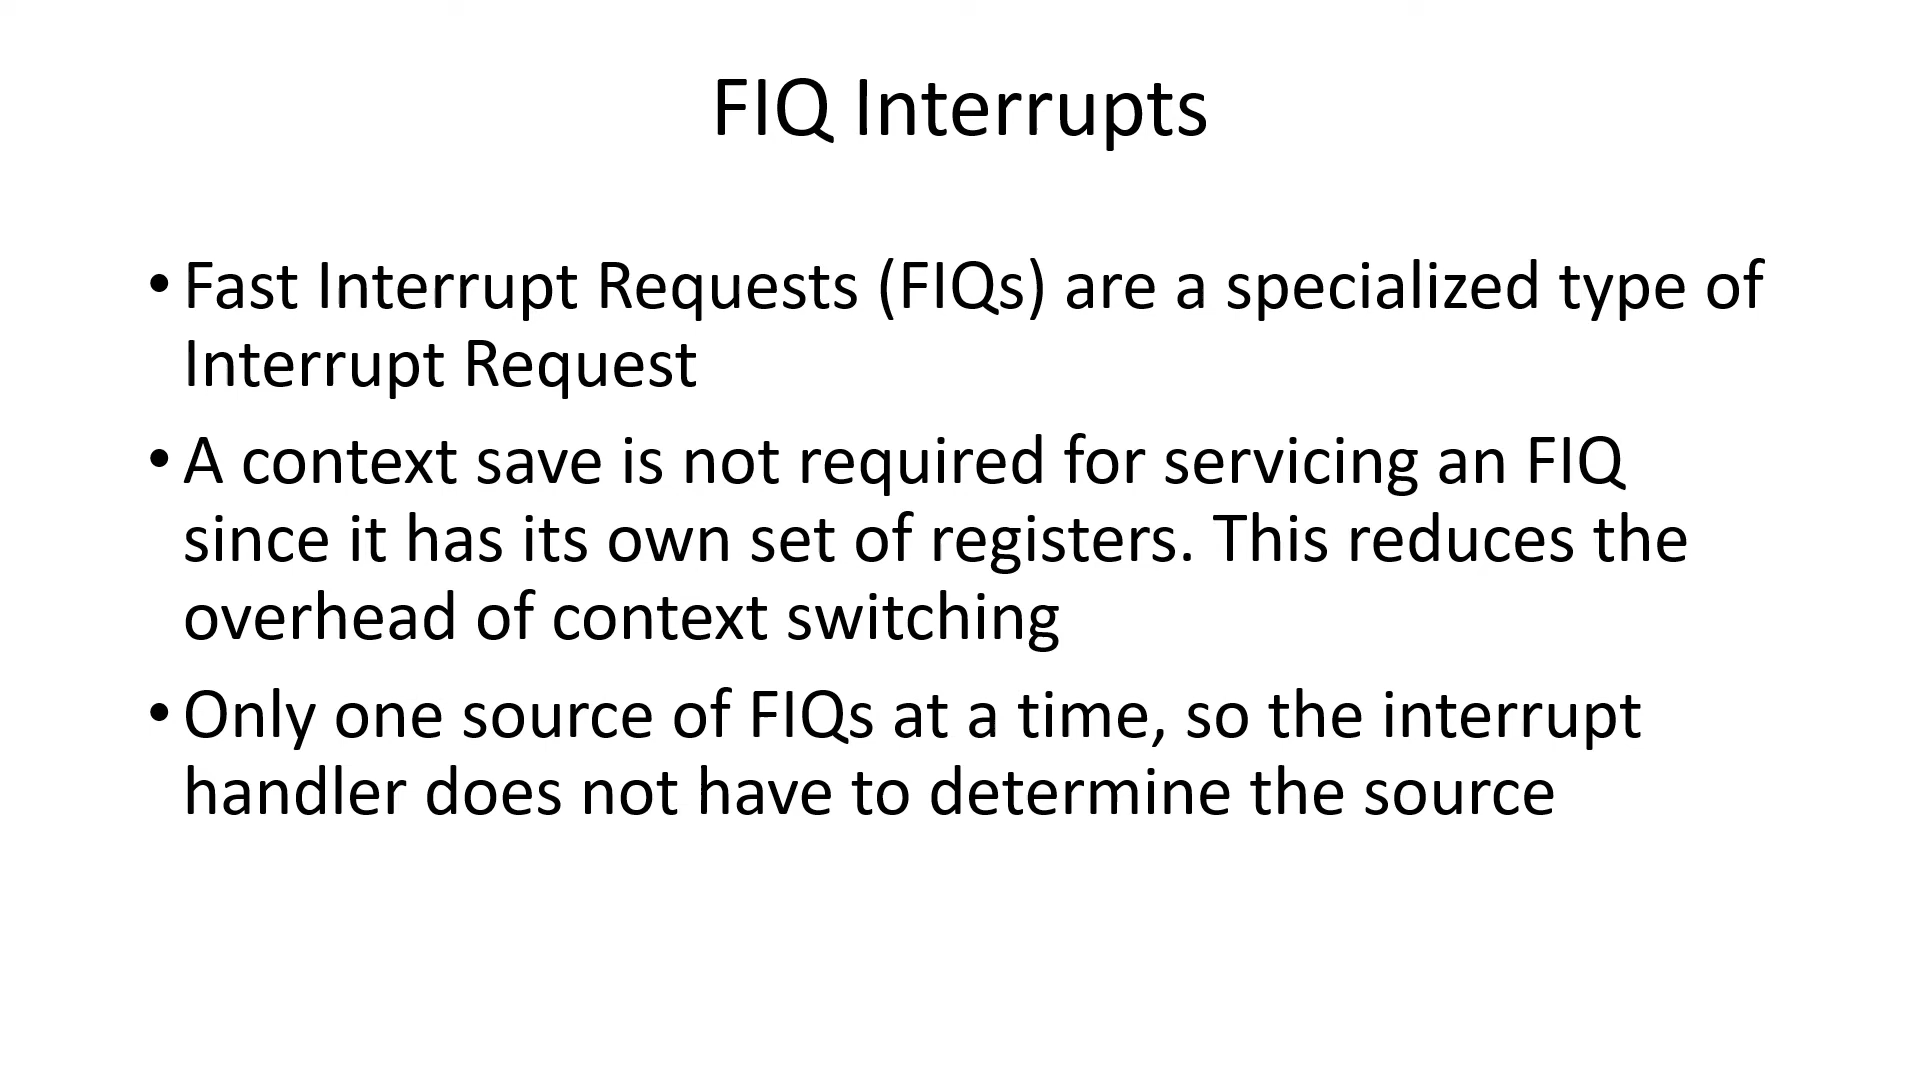 FIQ Interrupts
• Fast Interrupt Requests (FIQs) are a specialized type of
Interrupt Request
• A context save is not required for servicing an FIQ
since it has its own set of registers. This reduces the
overhead of context switching
• Only one source of FIQs at a time, so the interrupt
handler does not have to determine the source